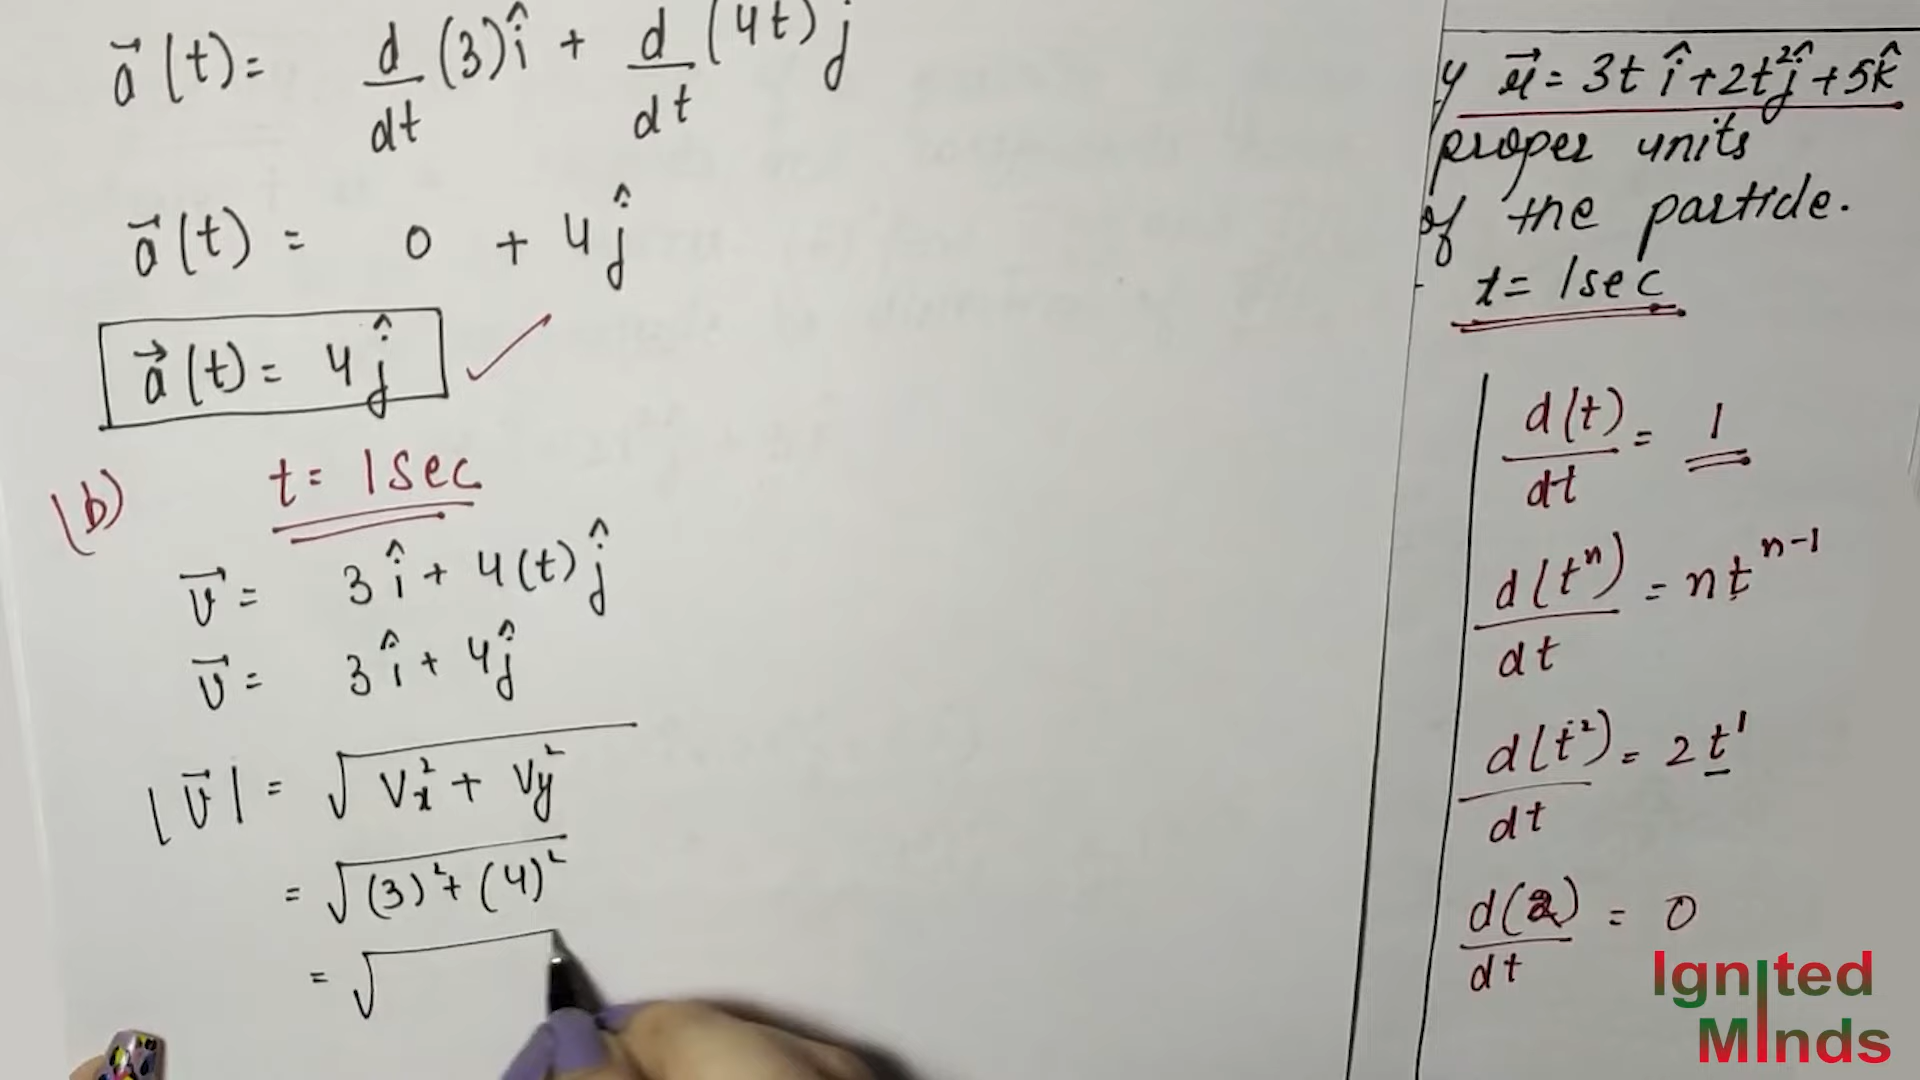 a⃗(t) = d/dt (3)î + d/dt (4t)ĵ
a⃗(t) = 0 + 4ĵ
a⃗(t) = 4ĵ
(b) t = 1sec
v⃗ = 3î + 4(t)ĵ
v⃗ = 3î + 4ĵ
|v⃗| = √(Vx² + Vy²)
= √((3)² + (4)²)
= √
y r⃗ = 3t î + 2t² ĵ + 5k̂
proper units
of the particle.
t = 1sec
d(t)/dt = 1
d(tⁿ)/dt = n tⁿ⁻¹
d(t²)/dt = 2t¹
d(2)/dt = 0
Ignited
Minds